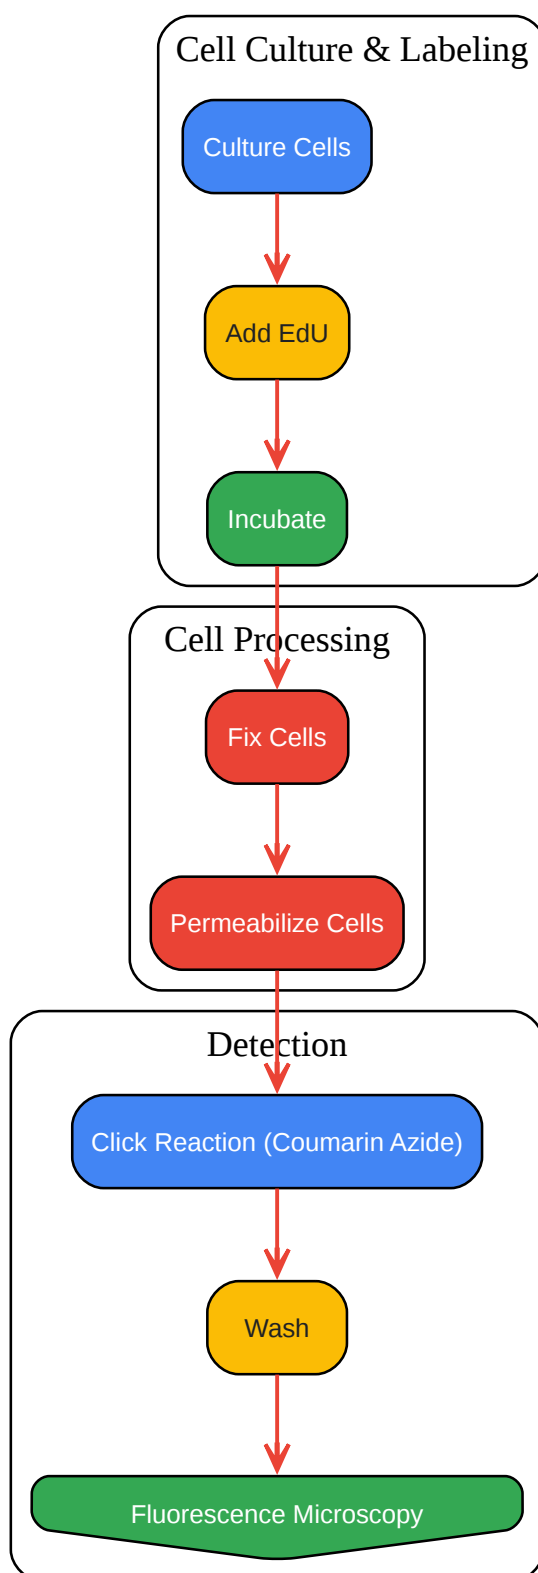 Cell Culture & Labeling
Culture Cells
Add EdU
Incubate
Cell Processing
Fix Cells
Permeabilize Cells
Detection
Click Reaction (Coumarin Azide)
Wash
Fluorescence Microscopy